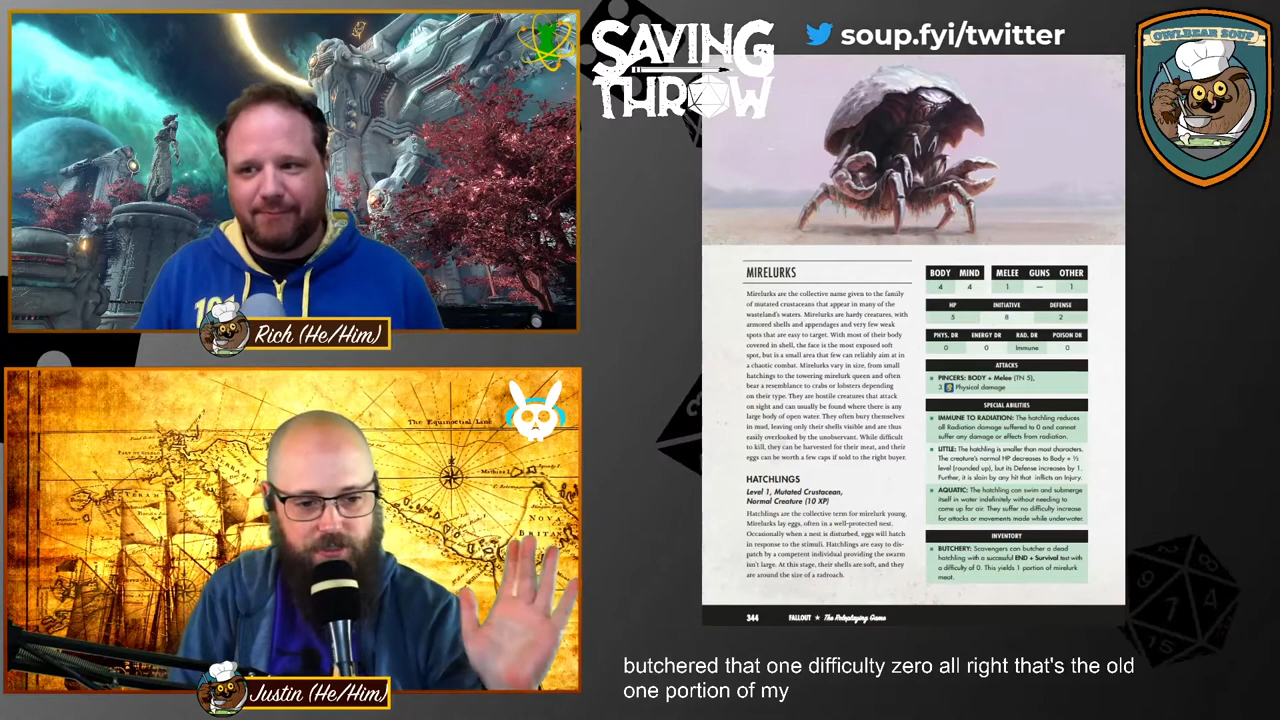 SAVING
THROW
soup.fyi/twitter
OWLBEAR SOUP
Rich (He/Him)
The Equinoctial Line
Justin (He/Him)
MIRELURKS
Mirelurks are the collective name given to the family
of mutated crustaceans that appear in many of the
wasteland's waters. Mirelurks are hardy creatures, with
armored shells and appendages and very few weak
spots that are easy to target. With most of their body
covered in shell, the face is the most exposed soft
spot, but is a small area that few can reliably aim at in
a chaotic combat. Mirelurks vary in size, from small
hatchings to the towering mirelurk queen and often
bear a resemblance to crabs or lobsters depending
on their type. They are hostile creatures that attack
on sight and can usually be found where there is any
large body of open water. They often bury themselves
in mud, leaving only their shells visible and are thus
easily overlooked by the unobservant. While difficult
to kill, they can be harvested for their meat, and their
eggs can be worth a few caps if sold to the right buyer.
HATCHLINGS
Level 1, Mutated Crustacean,
Normal Creature (10 XP)
Hatchlings are the collective term for mirelurk young.
Mirelurks lay eggs, often in a well-protected nest.
Occasionally when a nest is disturbed, eggs will hatch
in response to the stimuli. Hatchlings are easy to dis-
patch by a competent individual providing the swarm
isn't large. At this stage, their shells are soft, and they
are around the size of a radroach.
BODY MIND MELEE GUNS OTHER
4 4 1 — 1
HP INITIATIVE DEFENSE
5 8 2
PHYS. DR ENERGY DR RAD. DR POISON DR
0 0 Immune 0
ATTACKS
PINCERS: BODY + Melee (TN 5),
3 Physical damage
SPECIAL ABILITIES
IMMUNE TO RADIATION: The hatchling reduces
all Radiation damage suffered to 0 and cannot
suffer any damage or effects from radiation.
LITTLE: The hatchling is smaller than most characters.
The creature's normal HP decreases to Body + ½
level (rounded up), but its Defense increases by 1.
Further, it is slain by any hit that inflicts an Injury.
AQUATIC: The hatchling can swim and submerge
itself in water indefinitely without needing to
come up for air. They suffer no difficulty increase
for attacks or movements made while underwater.
INVENTORY
BUTCHERY: Scavengers can butcher a dead
hatchling with a successful END + Survival test with
a difficulty of 0. This yields 1 portion of mirelurk
meat.
344 FALLOUT ★ The Roleplaying Game
butchered that one difficulty zero all right that's the old
one portion of my